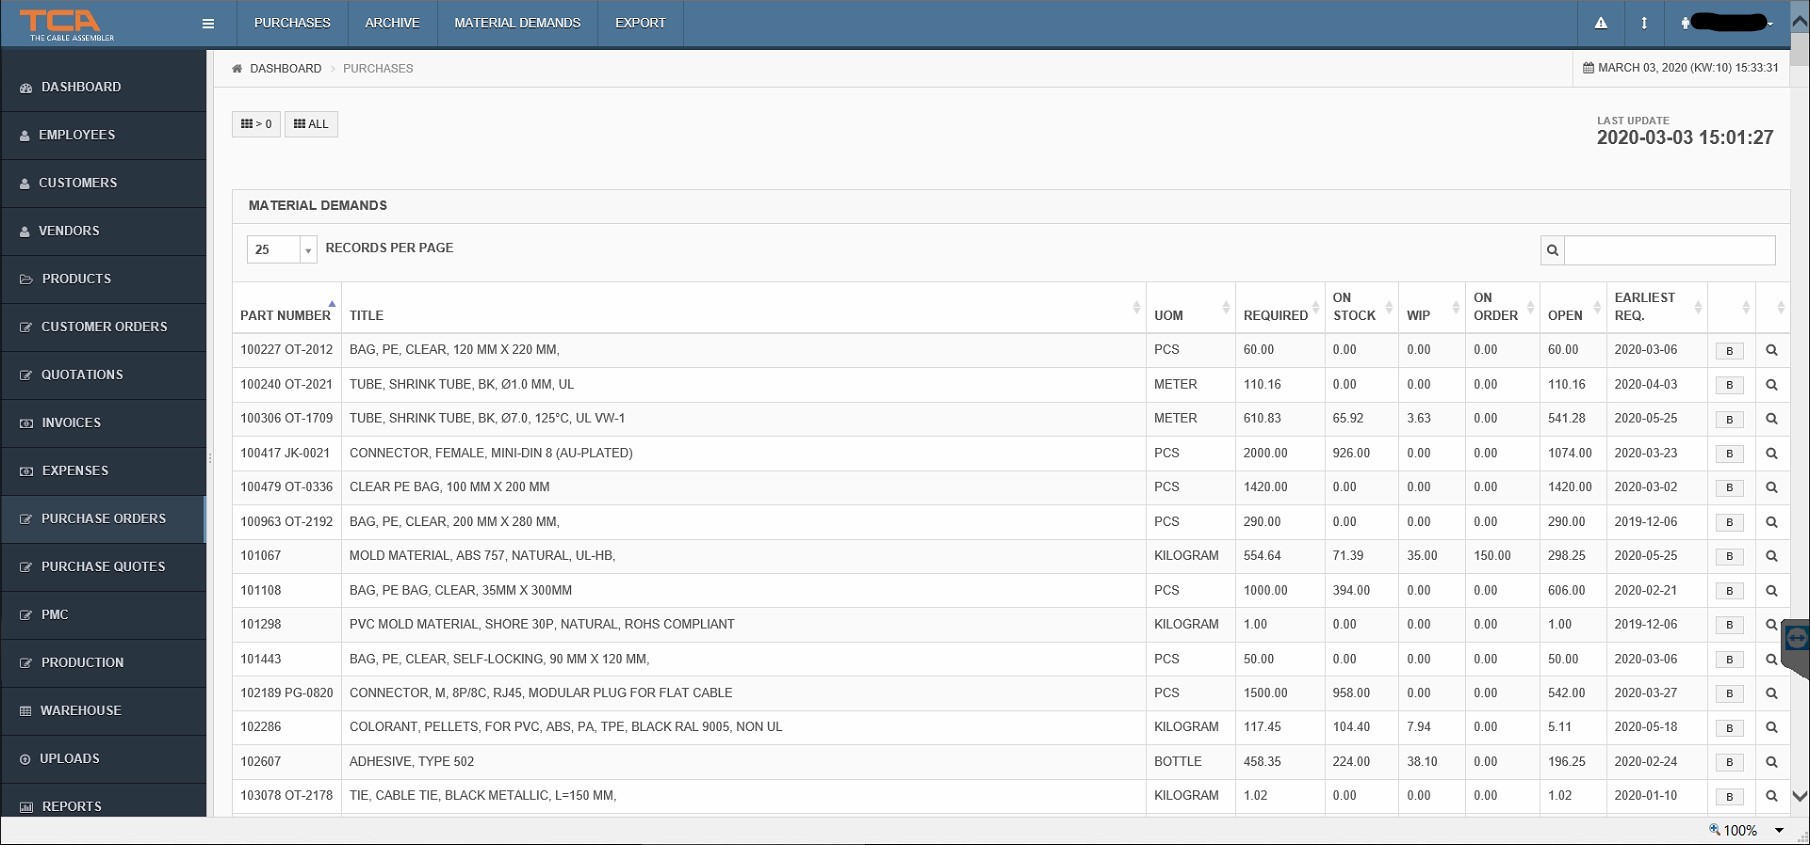 TCA
THE CABLE ASSEMBLER
PURCHASES
ARCHIVE
MATERIAL DEMANDS
EXPORT
DASHBOARD
EMPLOYEES
CUSTOMERS
VENDORS
PRODUCTS
CUSTOMER ORDERS
QUOTATIONS
INVOICES
EXPENSES
PURCHASE ORDERS
PURCHASE QUOTES
PMC
PRODUCTION
WAREHOUSE
UPLOADS
REPORTS
DASHBOARD > PURCHASES
MARCH 03, 2020 (KW:10) 15:33:31
> 0
ALL
LAST UPDATE
2020-03-03 15:01:27
MATERIAL DEMANDS
25 RECORDS PER PAGE
PART NUMBER TITLE UOM REQUIRED ON STOCK WIP ON ORDER OPEN EARLIEST REQ.
100227 OT-2012 BAG, PE, CLEAR, 120 MM X 220 MM, PCS 60.00 0.00 0.00 0.00 60.00 2020-03-06 B
100240 OT-2021 TUBE, SHRINK TUBE, BK, Ø1.0 MM, UL METER 110.16 0.00 0.00 0.00 110.16 2020-04-03 B
100306 OT-1709 TUBE, SHRINK TUBE, BK, Ø7.0, 125°C, UL VW-1 METER 610.83 65.92 3.63 0.00 541.28 2020-05-25 B
100417 JK-0021 CONNECTOR, FEMALE, MINI-DIN 8 (AU-PLATED) PCS 2000.00 926.00 0.00 0.00 1074.00 2020-03-23 B
100479 OT-0336 CLEAR PE BAG, 100 MM X 200 MM PCS 1420.00 0.00 0.00 0.00 1420.00 2020-03-02 B
100963 OT-2192 BAG, PE, CLEAR, 200 MM X 280 MM, PCS 290.00 0.00 0.00 0.00 290.00 2019-12-06 B
101067 MOLD MATERIAL, ABS 757, NATURAL, UL-HB, KILOGRAM 554.64 71.39 35.00 150.00 298.25 2020-05-25 B
101108 BAG, PE BAG, CLEAR, 35MM X 300MM PCS 1000.00 394.00 0.00 0.00 606.00 2020-02-21 B
101298 PVC MOLD MATERIAL, SHORE 30P, NATURAL, ROHS COMPLIANT KILOGRAM 1.00 0.00 0.00 0.00 1.00 2019-12-06 B
101443 BAG, PE, CLEAR, SELF-LOCKING, 90 MM X 120 MM, PCS 50.00 0.00 0.00 0.00 50.00 2020-03-06 B
102189 PG-0820 CONNECTOR, M, 8P/8C, RJ45, MODULAR PLUG FOR FLAT CABLE PCS 1500.00 958.00 0.00 0.00 542.00 2020-03-27 B
102286 COLORANT, PELLETS, FOR PVC, ABS, PA, TPE, BLACK RAL 9005, NON UL KILOGRAM 117.45 104.40 7.94 0.00 5.11 2020-05-18 B
102607 ADHESIVE, TYPE 502 BOTTLE 458.35 224.00 38.10 0.00 196.25 2020-02-24 B
103078 OT-2178 TIE, CABLE TIE, BLACK METALLIC, L=150 MM, KILOGRAM 1.02 0.00 0.00 0.00 1.02 2020-01-10 B
100%